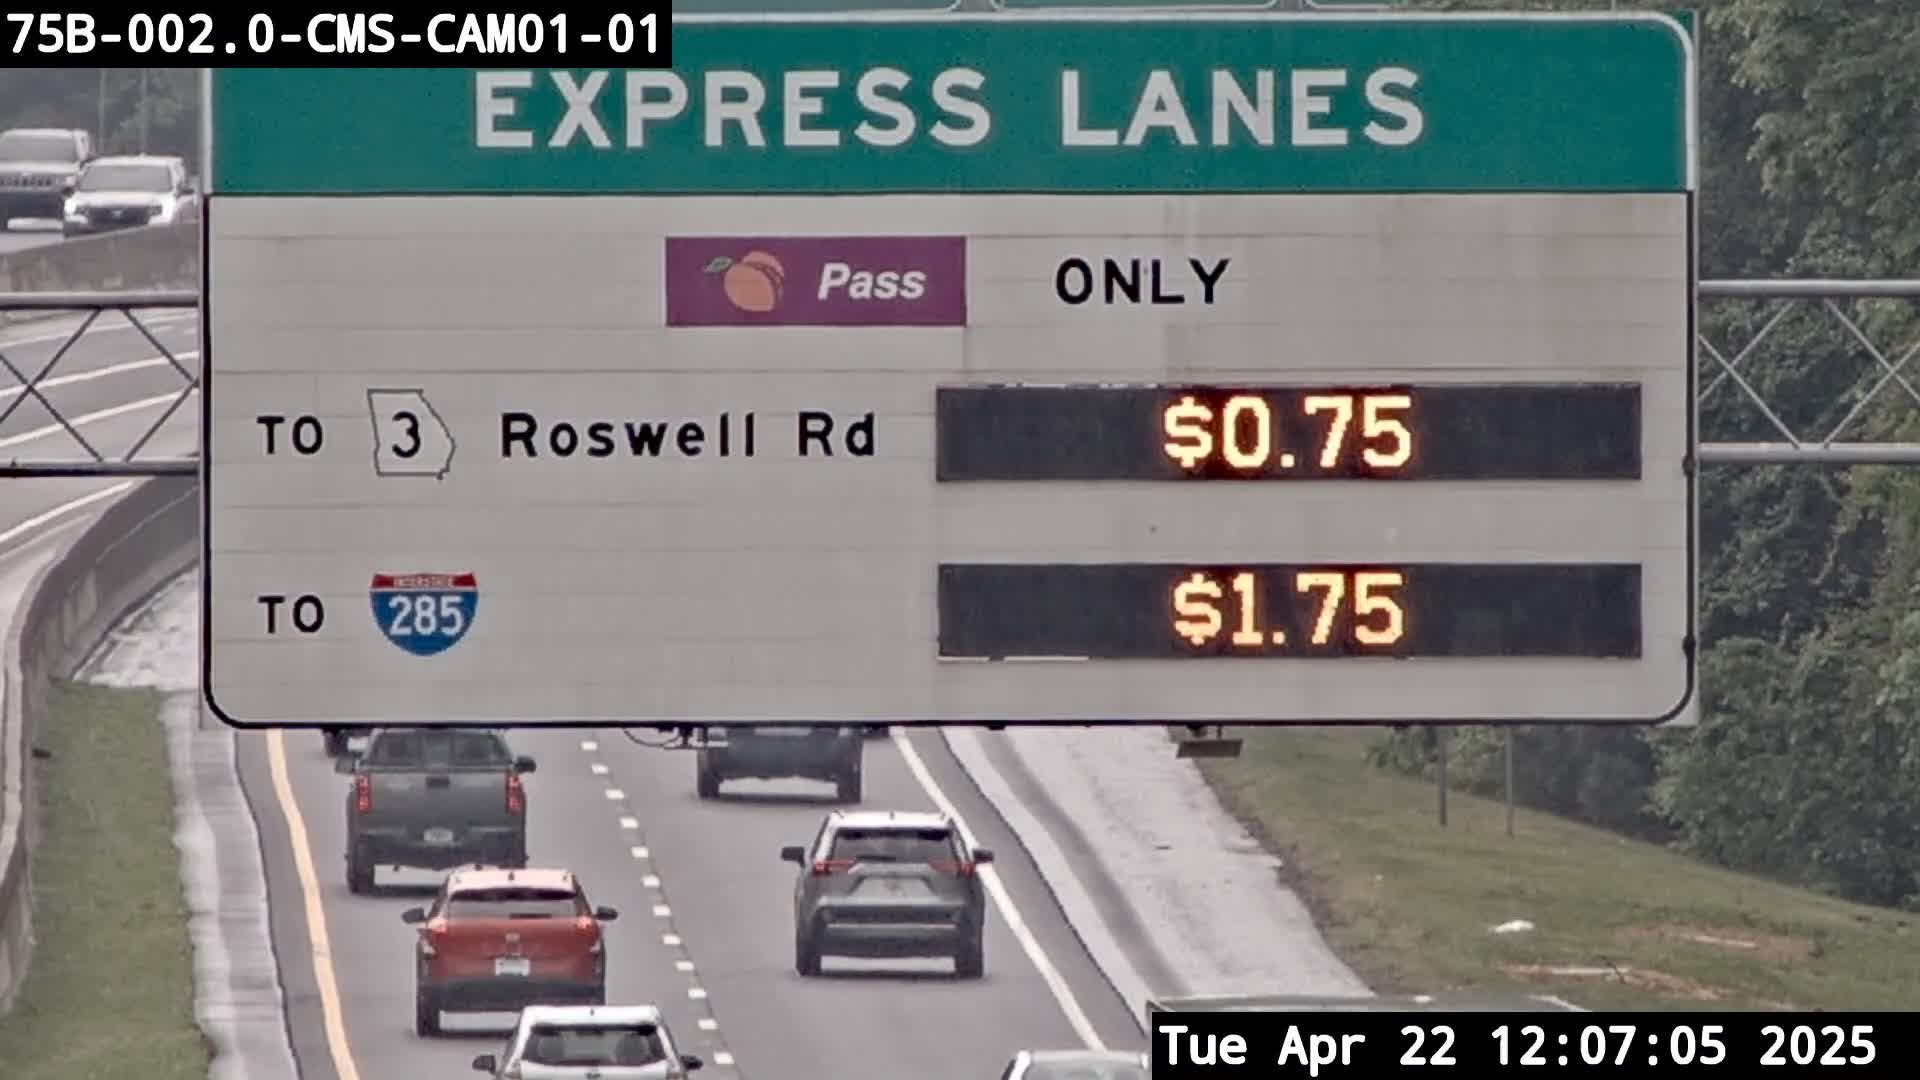 75B-002.0-CMS-CAM01-01
EXPRESS LANES
Pass ONLY
TO 3 Roswell Rd $0.75
INTERSTATE
TO 285 $1.75
Tue Apr 22 12:07:05 2025